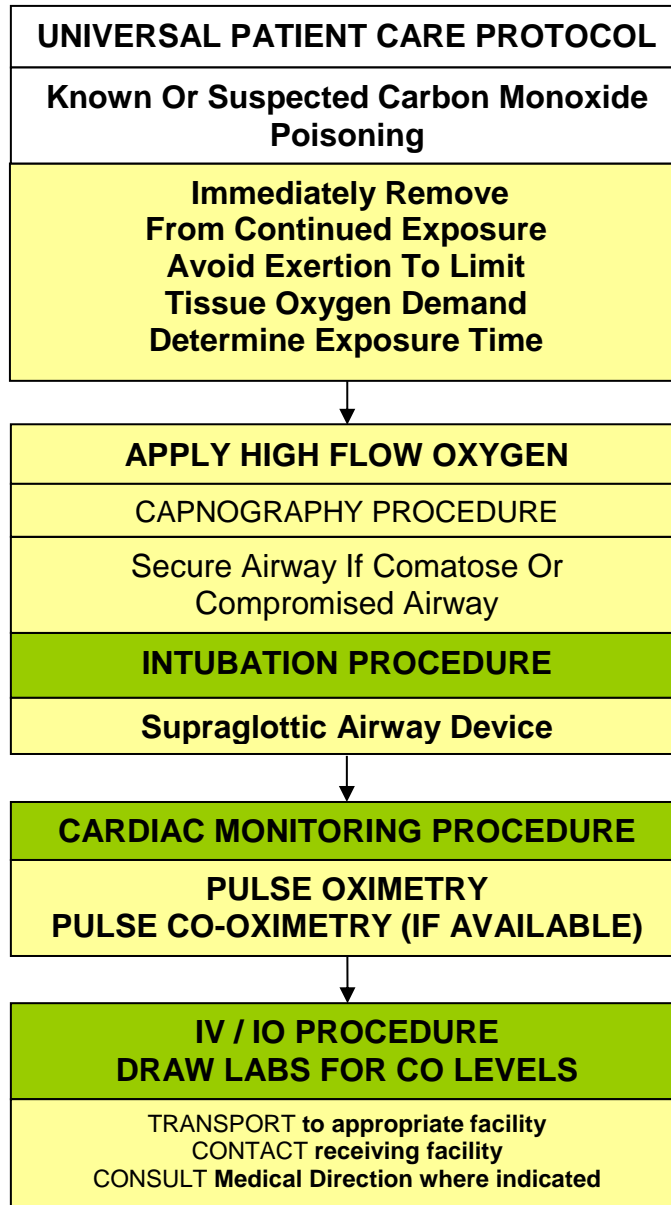 UNIVERSAL PATIENT CARE PROTOCOL
Known Or Suspected Carbon Monoxide
Poisoning
Immediately Remove
From Continued Exposure
Avoid Exertion To Limit
Tissue Oxygen Demand
Determine Exposure Time
APPLY HIGH FLOW OXYGEN
CAPNOGRAPHY PROCEDURE
Secure Airway If Comatose Or
Compromised Airway
INTUBATION PROCEDURE
Supraglottic Airway Device
CARDIAC MONITORING PROCEDURE
PULSE OXIMETRY
PULSE CO-OXIMETRY (IF AVAILABLE)
IV / IO PROCEDURE
DRAW LABS FOR CO LEVELS
TRANSPORT to appropriate facility
CONTACT receiving facility
CONSULT Medical Direction where indicated